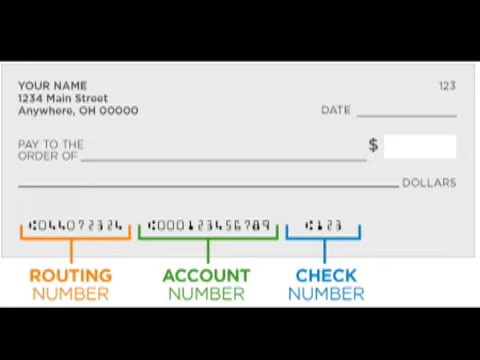 YOUR NAME 123
1234 Main Street
Anywhere, OH 00000 DATE
PAY TO THE
ORDER OF $
DOLLARS
⑆044072324 ⑆000123456789 ⑆123
ROUTING ACCOUNT CHECK
NUMBER NUMBER NUMBER